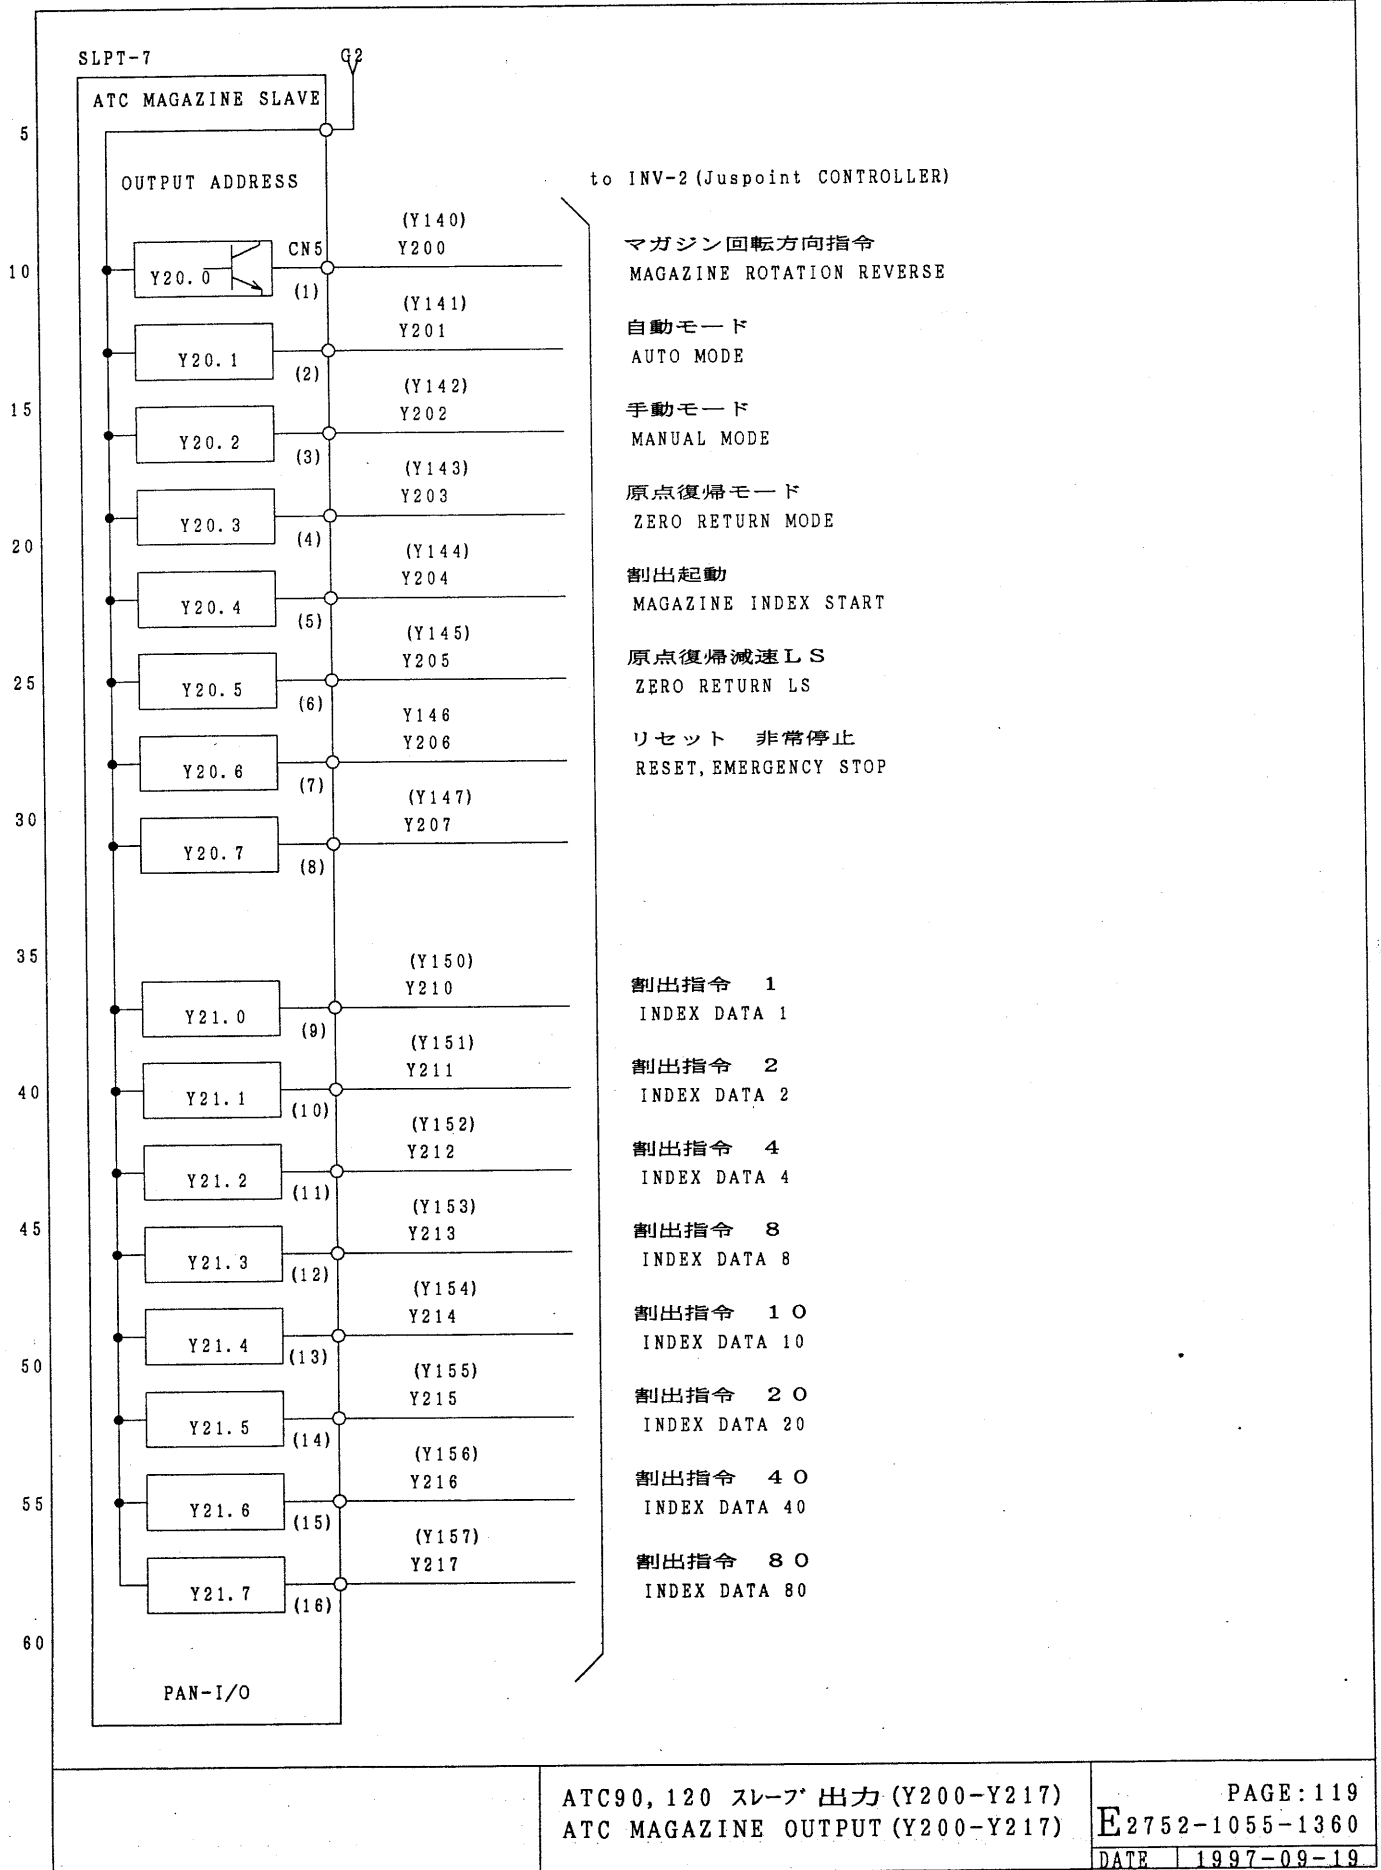 SLPT-7
G2
ATC MAGAZINE SLAVE
5
OUTPUT ADDRESS
to INV-2(Juspoint CONTROLLER)
(Y140)
CN5
Y200
マガジン回転方向指令
10
Y20.0
(1)
MAGAZINE ROTATION REVERSE
(Y141)
Y201
自動モード
Y20.1
(2)
AUTO MODE
(Y142)
15
Y202
手動モード
Y20.2
(3)
MANUAL MODE
(Y143)
Y203
原点復帰モード
Y20.3
(4)
ZERO RETURN MODE
20
(Y144)
Y204
割出起動
Y20.4
(5)
MAGAZINE INDEX START
(Y145)
Y205
原点復帰減速LS
25
Y20.5
(6)
ZERO RETURN LS
Y146
Y206
リセット 非常停止
Y20.6
(7)
RESET,EMERGENCY STOP
(Y147)
30
Y207
Y20.7
(8)
35
(Y150)
Y210
割出指令 1
Y21.0
(9)
INDEX DATA 1
(Y151)
Y211
割出指令 2
40
Y21.1
(10)
INDEX DATA 2
(Y152)
Y212
割出指令 4
Y21.2
(11)
INDEX DATA 4
(Y153)
45
Y213
割出指令 8
Y21.3
(12)
INDEX DATA 8
(Y154)
Y214
割出指令 10
Y21.4
(13)
INDEX DATA 10
50
(Y155)
Y215
割出指令 20
Y21.5
(14)
INDEX DATA 20
(Y156)
Y216
割出指令 40
55
Y21.6
(15)
INDEX DATA 40
(Y157)
Y217
割出指令 80
Y21.7
(16)
INDEX DATA 80
60
PAN-I/O
ATC90,120 スレーブ 出力(Y200-Y217)
ATC MAGAZINE OUTPUT(Y200-Y217)
PAGE:119
E2752-1055-1360
DATE 1997-09-19